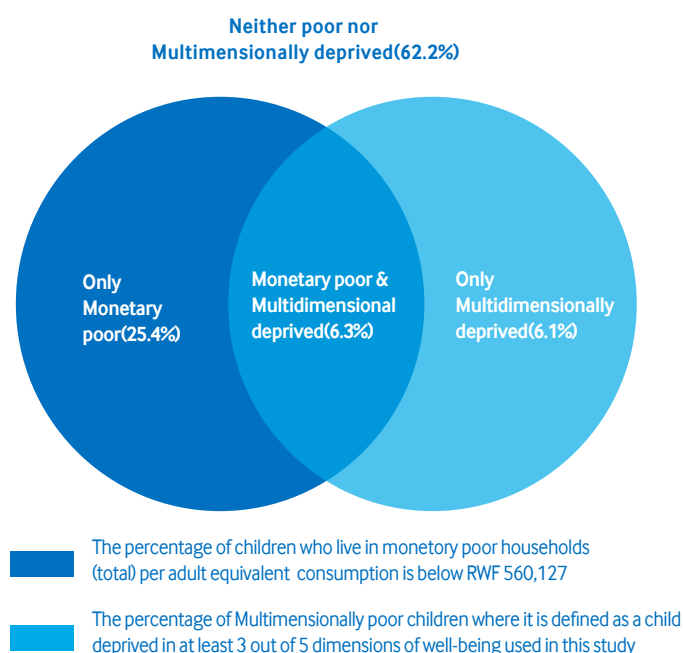 Neither poor nor
Multimensionally deprived(62.2%)
Only
Monetary
poor(25.4%)
Monetary poor &
Multidimensional
deprived(6.3%)
Only
Multidimensionally
deprived(6.1%)
The percentage of children who live in monetory poor households
(total) per adult equivalent consumption is below RWF 560,127
The percentage of Multimensionally poor children where it is defined as a child
deprived in at least 3 out of 5 dimensions of well-being used in this study